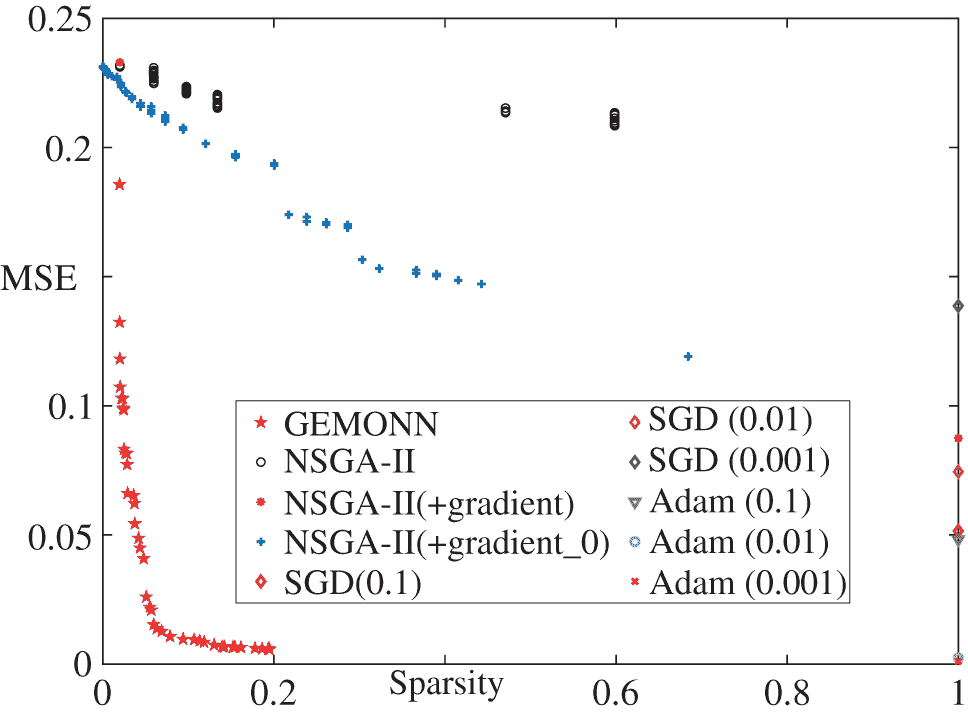 0.25
0.2
MSE
0.1
0.05
0
GEMONN
NSGA-II
NSGA-II(+gradient)
NSGA-II(+gradient_0)
SGD(0.1)
SGD (0.01)
SGD (0.001)
Adam (0.1)
Adam (0.01)
Adam (0.001)
0 0.2 Sparsity 0.6 0.8 1